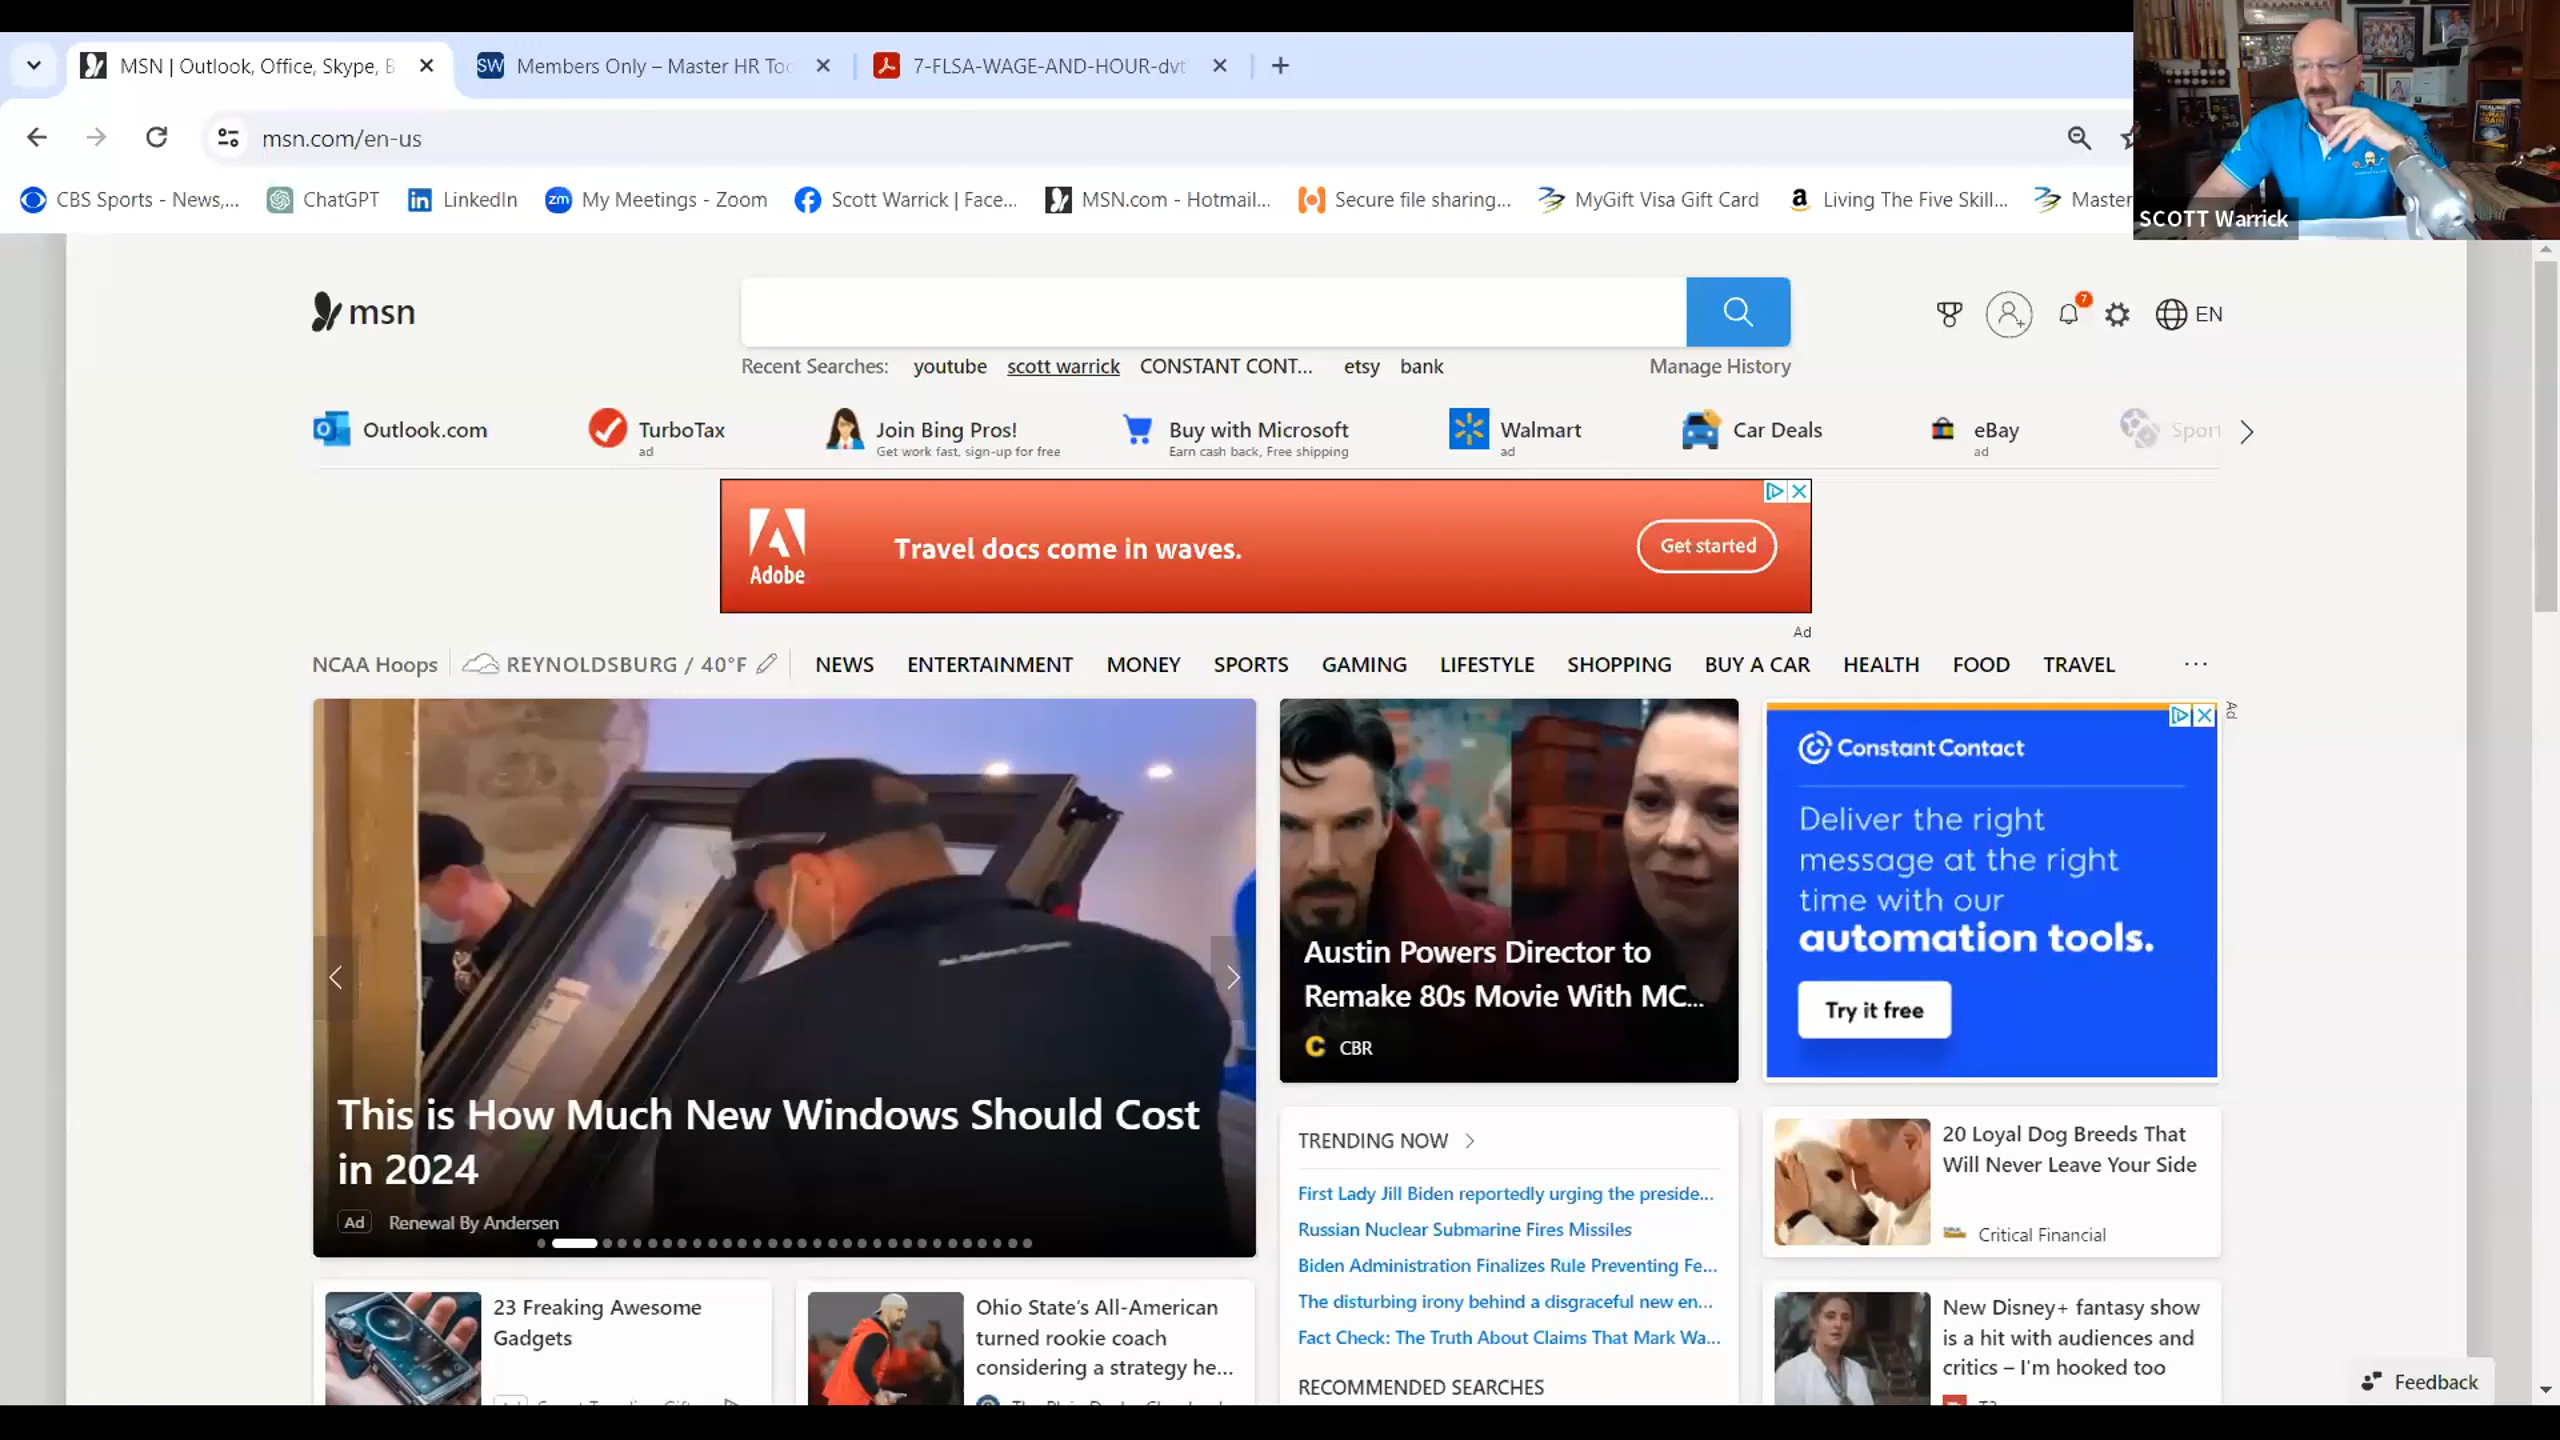 MSN | Outlook, Office, Skype, B
SW Members Only – Master HR Too
7-FLSA-WAGE-AND-HOUR-dvt
msn.com/en-us
CBS Sports - News,...
ChatGPT
LinkedIn
zm My Meetings - Zoom
Scott Warrick | Face...
MSN.com - Hotmail...
Secure file sharing...
MyGift Visa Gift Card
Living The Five Skill...
Master
SCOTT Warrick
msn
7
EN
Recent Searches: youtube scott warrick CONSTANT CONT... etsy bank Manage History
Outlook.com
TurboTax
ad
Join Bing Pros!
Get work fast, sign-up for free
Buy with Microsoft
Earn cash back, Free shipping
Walmart
ad
Car Deals
eBay
ad
Sport
Adobe
Travel docs come in waves.
Get started
Ad
NCAA Hoops REYNOLDSBURG / 40°F NEWS ENTERTAINMENT MONEY SPORTS GAMING LIFESTYLE SHOPPING BUY A CAR HEALTH FOOD TRAVEL ...
This is How Much New Windows Should Cost
in 2024
Ad Renewal By Andersen
Austin Powers Director to
Remake 80s Movie With MC...
CBR
Ad
Constant Contact
Deliver the right
message at the right
time with our
automation tools.
Try it free
TRENDING NOW
First Lady Jill Biden reportedly urging the preside...
Russian Nuclear Submarine Fires Missiles
Biden Administration Finalizes Rule Preventing Fe...
The disturbing irony behind a disgraceful new en...
Fact Check: The Truth About Claims That Mark Wa...
RECOMMENDED SEARCHES
20 Loyal Dog Breeds That
Will Never Leave Your Side
Critical Financial
23 Freaking Awesome
Gadgets
Ohio State's All-American
turned rookie coach
considering a strategy he...
New Disney+ fantasy show
is a hit with audiences and
critics – I'm hooked too
Feedback